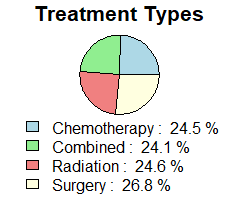 Treatment Types
Chemotherapy : 24.5 %
Combined : 24.1 %
Radiation : 24.6 %
Surgery : 26.8 %